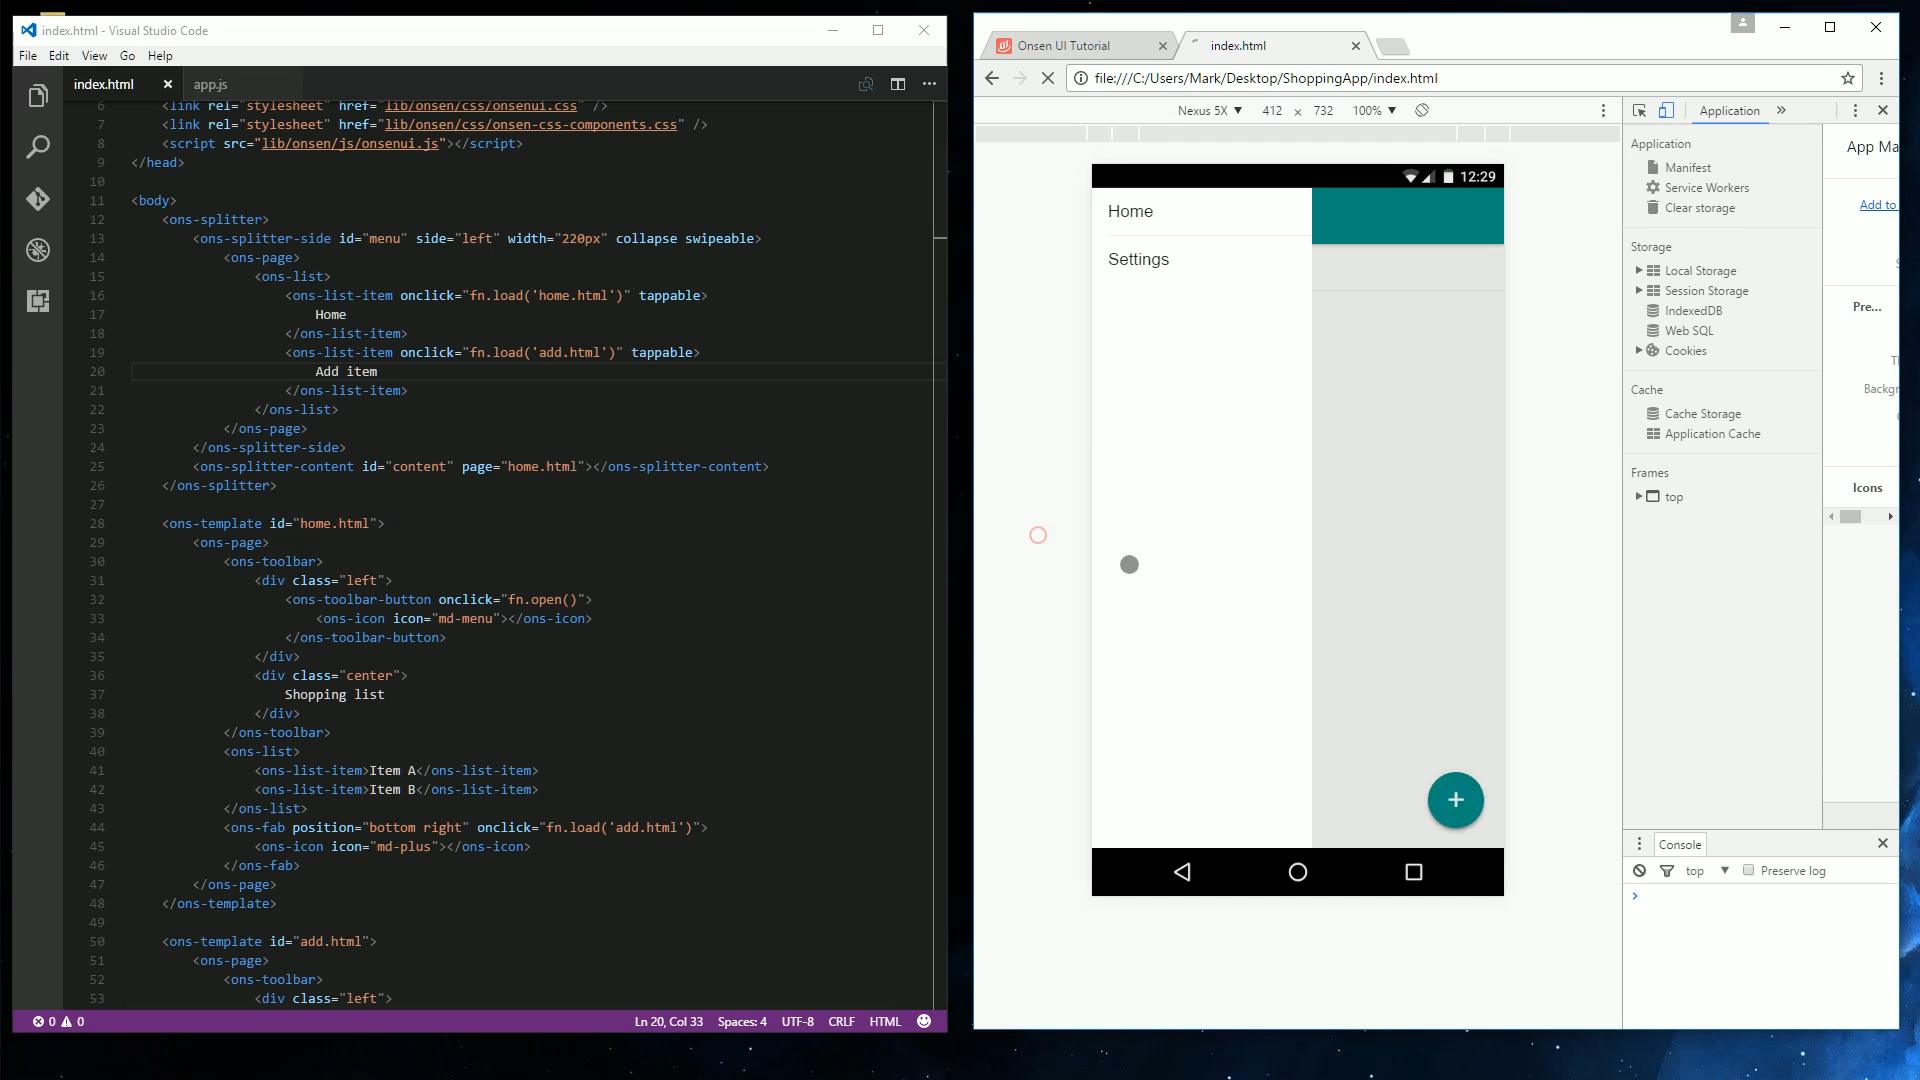 index.html - Visual Studio Code
File Edit View Go Help
index.html
app.js
6 <link rel="stylesheet" href="lib/onsen/css/onsenui.css" />
7 <link rel="stylesheet" href="lib/onsen/css/onsen-css-components.css" />
8 <script src="lib/onsen/js/onsenui.js"></script>
9 </head>
10
11 <body>
12 <ons-splitter>
13 <ons-splitter-side id="menu" side="left" width="220px" collapse swipeable>
14 <ons-page>
15 <ons-list>
16 <ons-list-item onclick="fn.load('home.html')" tappable>
17 Home
18 </ons-list-item>
19 <ons-list-item onclick="fn.load('add.html')" tappable>
20 Add item
21 </ons-list-item>
22 </ons-list>
23 </ons-page>
24 </ons-splitter-side>
25 <ons-splitter-content id="content" page="home.html"></ons-splitter-content>
26 </ons-splitter>
27
28 <ons-template id="home.html">
29 <ons-page>
30 <ons-toolbar>
31 <div class="left">
32 <ons-toolbar-button onclick="fn.open()">
33 <ons-icon icon="md-menu"></ons-icon>
34 </ons-toolbar-button>
35 </div>
36 <div class="center">
37 Shopping list
38 </div>
39 </ons-toolbar>
40 <ons-list>
41 <ons-list-item>Item A</ons-list-item>
42 <ons-list-item>Item B</ons-list-item>
43 </ons-list>
44 <ons-fab position="bottom right" onclick="fn.load('add.html')">
45 <ons-icon icon="md-plus"></ons-icon>
46 </ons-fab>
47 </ons-page>
48 </ons-template>
49
50 <ons-template id="add.html">
51 <ons-page>
52 <ons-toolbar>
53 <div class="left">
0 0
Ln 20, Col 33 Spaces: 4 UTF-8 CRLF HTML
Onsen UI Tutorial
index.html
file:///C:/Users/Mark/Desktop/ShoppingApp/index.html
Nexus 5X ▼ 412 x 732 100% ▼
12:29
Home
Settings
+
Application »
Application
Manifest
Service Workers
Clear storage
Storage
Local Storage
Session Storage
IndexedDB
Web SQL
Cookies
Cache
Cache Storage
Application Cache
Frames
top
App Ma
Add to
Pre...
Backgr
Icons
Console
top ▼ Preserve log